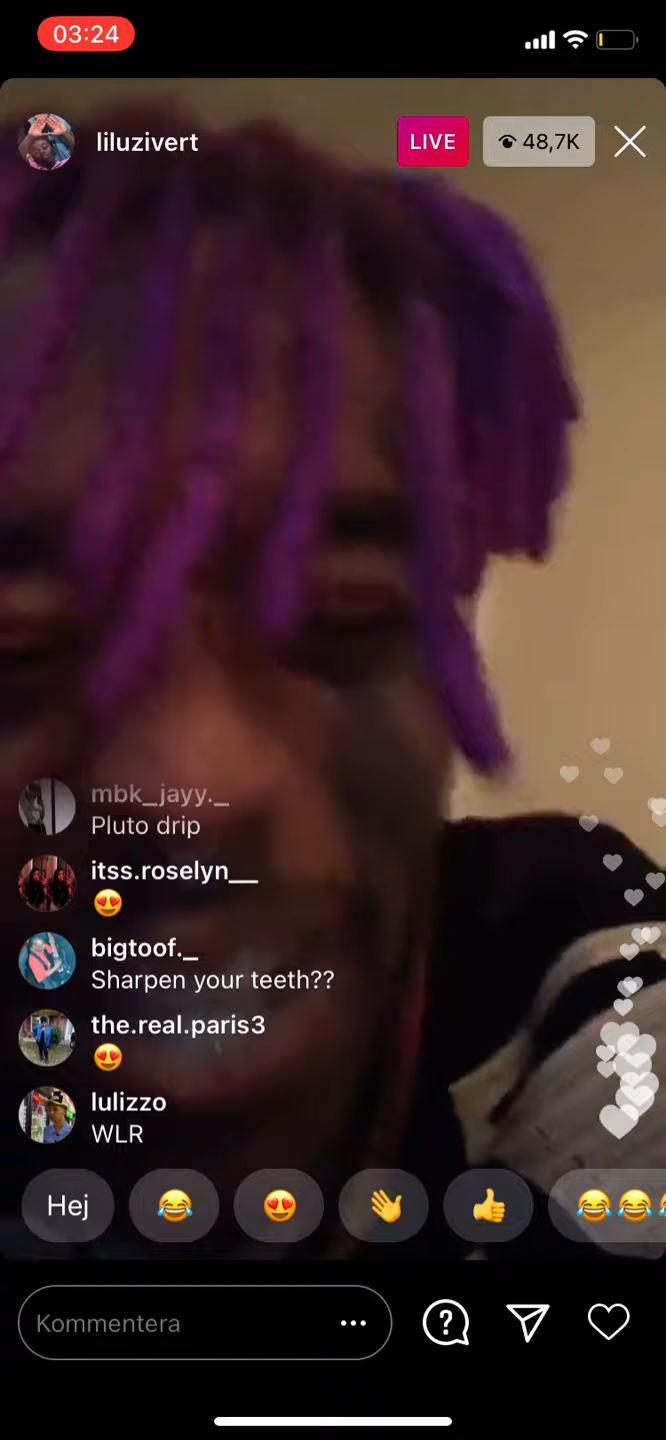 03:24
liluzivert
LIVE
48,7K
mbk_jayy._
Pluto drip
itss.roselyn__
😍
bigtoof._
Sharpen your teeth??
the.real.paris3
😍
lulizzo
WLR
Hej
Kommentera